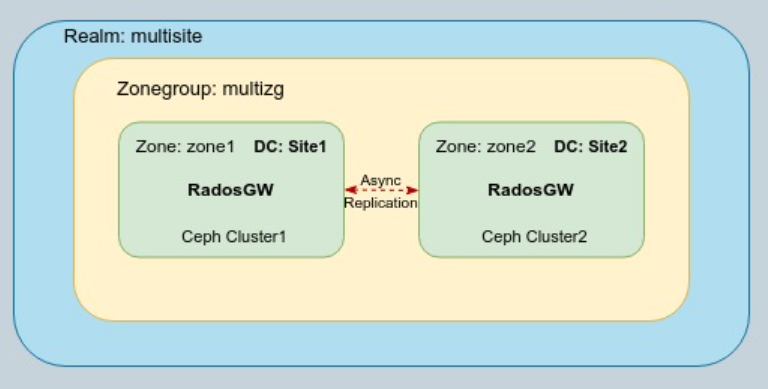 Realm: multisite
Zonegroup: multizg
Zone: zone1 DC: Site1
RadosGW
Ceph Cluster1
Async
Replication
Zone: zone2 DC: Site2
RadosGW
Ceph Cluster2